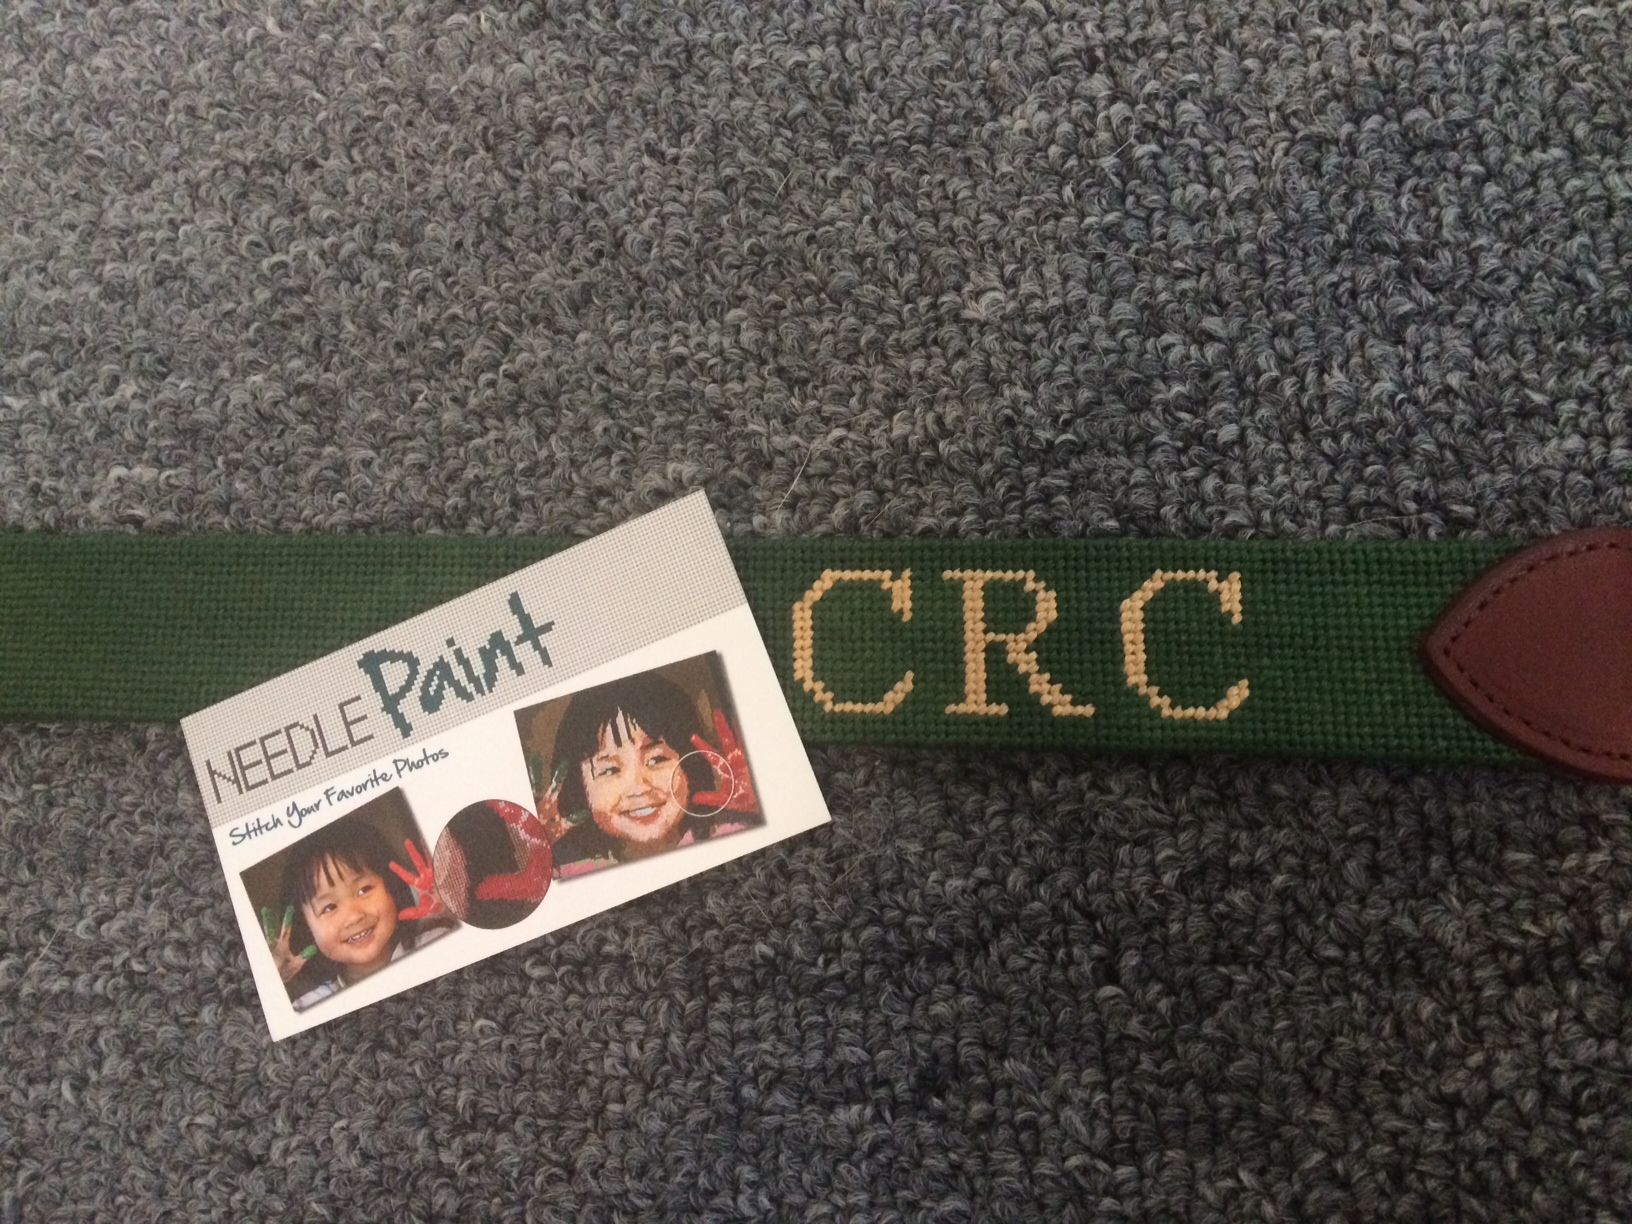 NEEDLE Paint
Stitch Your Favorite Photos
CRC